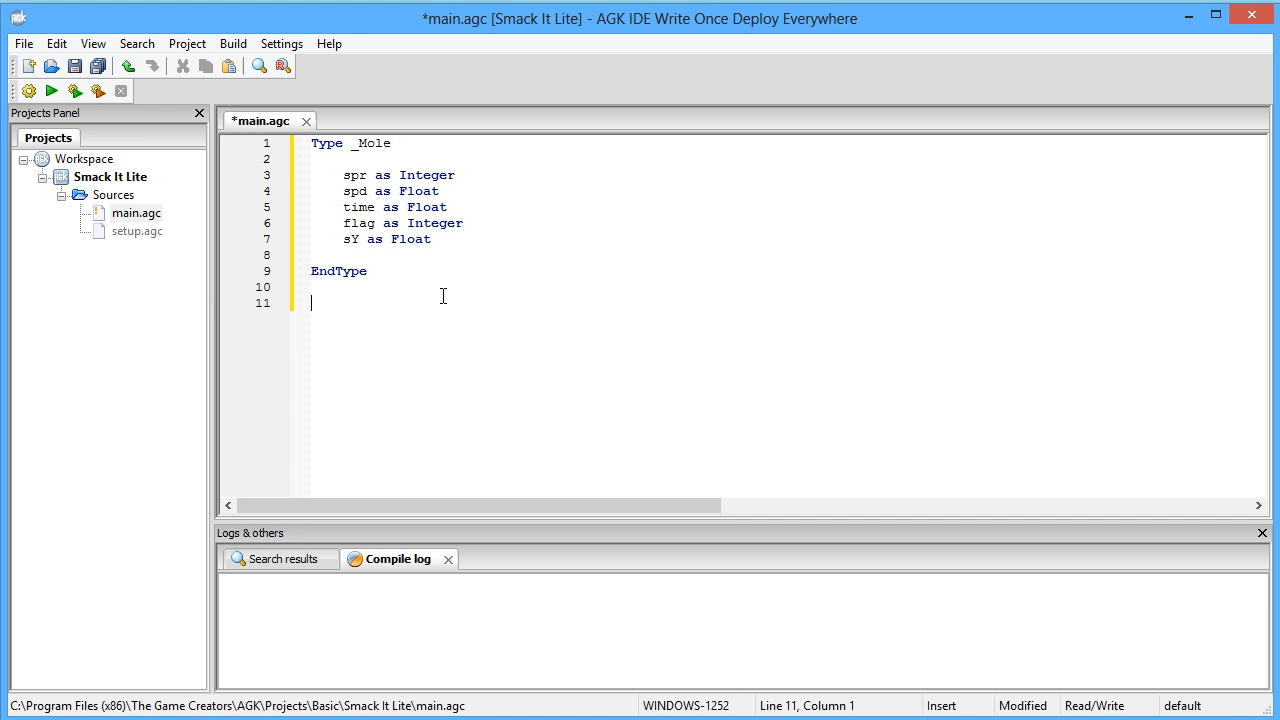 *main.agc [Smack It Lite] - AGK IDE Write Once Deploy Everywhere
File Edit View Search Project Build Settings Help
Projects Panel
Projects
Workspace
Smack It Lite
Sources
main.agc
setup.agc
*main.agc
1 Type _Mole
2
3 spr as Integer
4 spd as Float
5 time as Float
6 flag as Integer
7 sY as Float
8
9 EndType
10
11
Logs & others
Search results Compile log
C:\Program Files (x86)\The Game Creators\AGK\Projects\Basic\Smack It Lite\main.agc WINDOWS-1252 Line 11, Column 1 Insert Modified Read/Write default